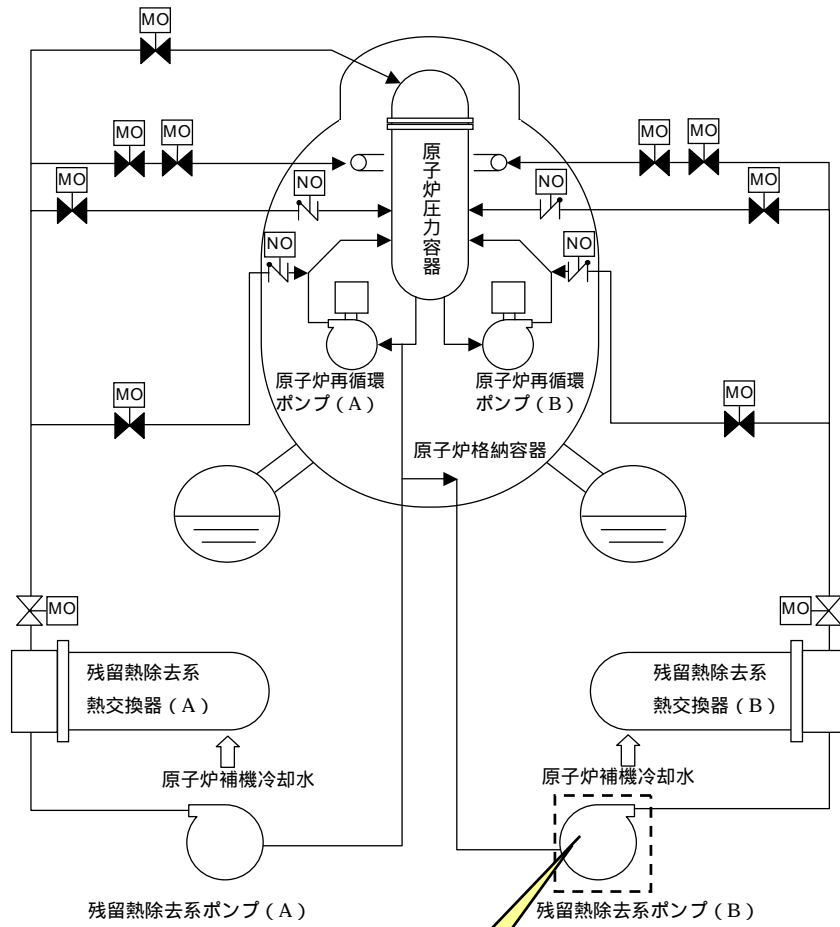 MO
MO
MO
MO
MO
MO
NO
NO
MO
MO
NO
NO
原子炉圧力容器
原子炉再循環
ポンプ(A)
原子炉再循環
ポンプ(B)
MO
MO
原子炉格納容器
MO
MO
残留熱除去系
熱交換器(A)
残留熱除去系
熱交換器(B)
原子炉補機冷却水
原子炉補機冷却水
残留熱除去系ポンプ(A)
残留熱除去系ポンプ(B)